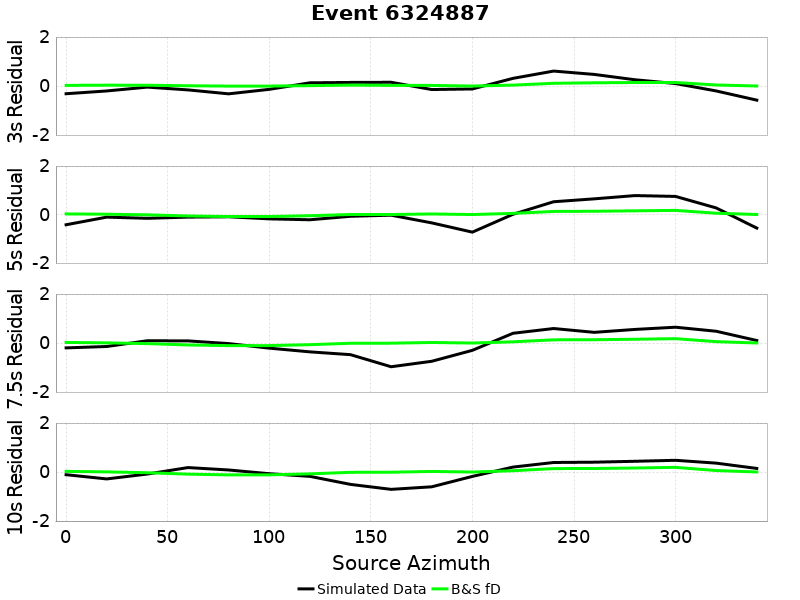 Event 6324887
3s Residual
2
0
-2
5s Residual
2
0
-2
7.5s Residual
2
0
-2
10s Residual
2
0
-2
0 50 100 150 200 250 300
Source Azimuth
Simulated Data B&S fD